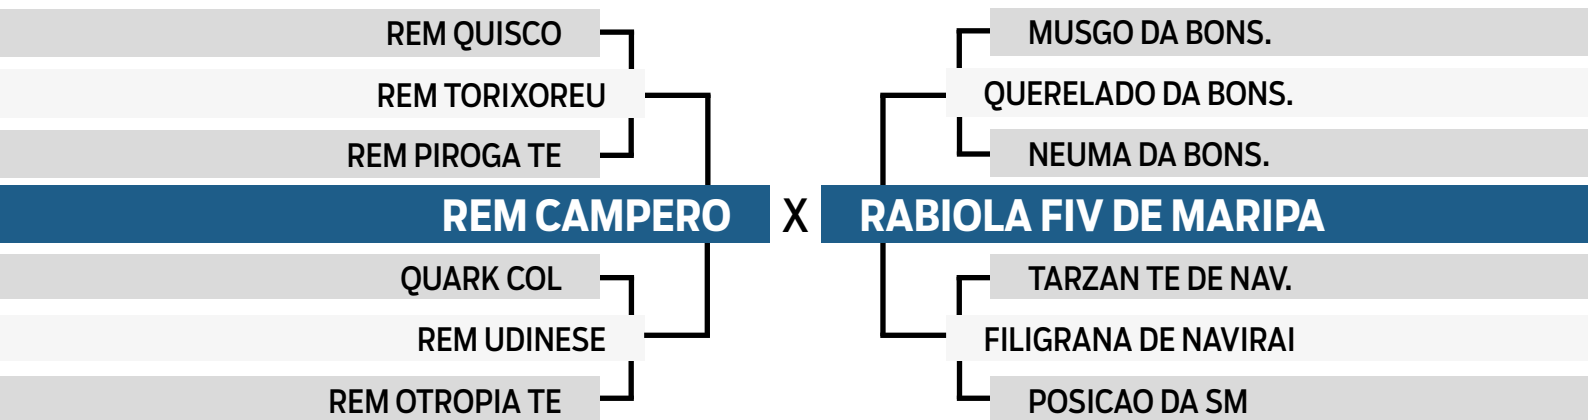 REM QUISCO
REM TORIXOREU
REM PIROGA TE
REM CAMPERO
QUARK COL
REM UDINESE
REM OTROPIA TE
X
MUSGO DA BONS.
QUERELADO DA BONS.
NEUMA DA BONS.
RABIOLA FIV DE MARIPA
TARZAN TE DE NAV.
FILIGRANA DE NAVIRAI
POSICAO DA SM